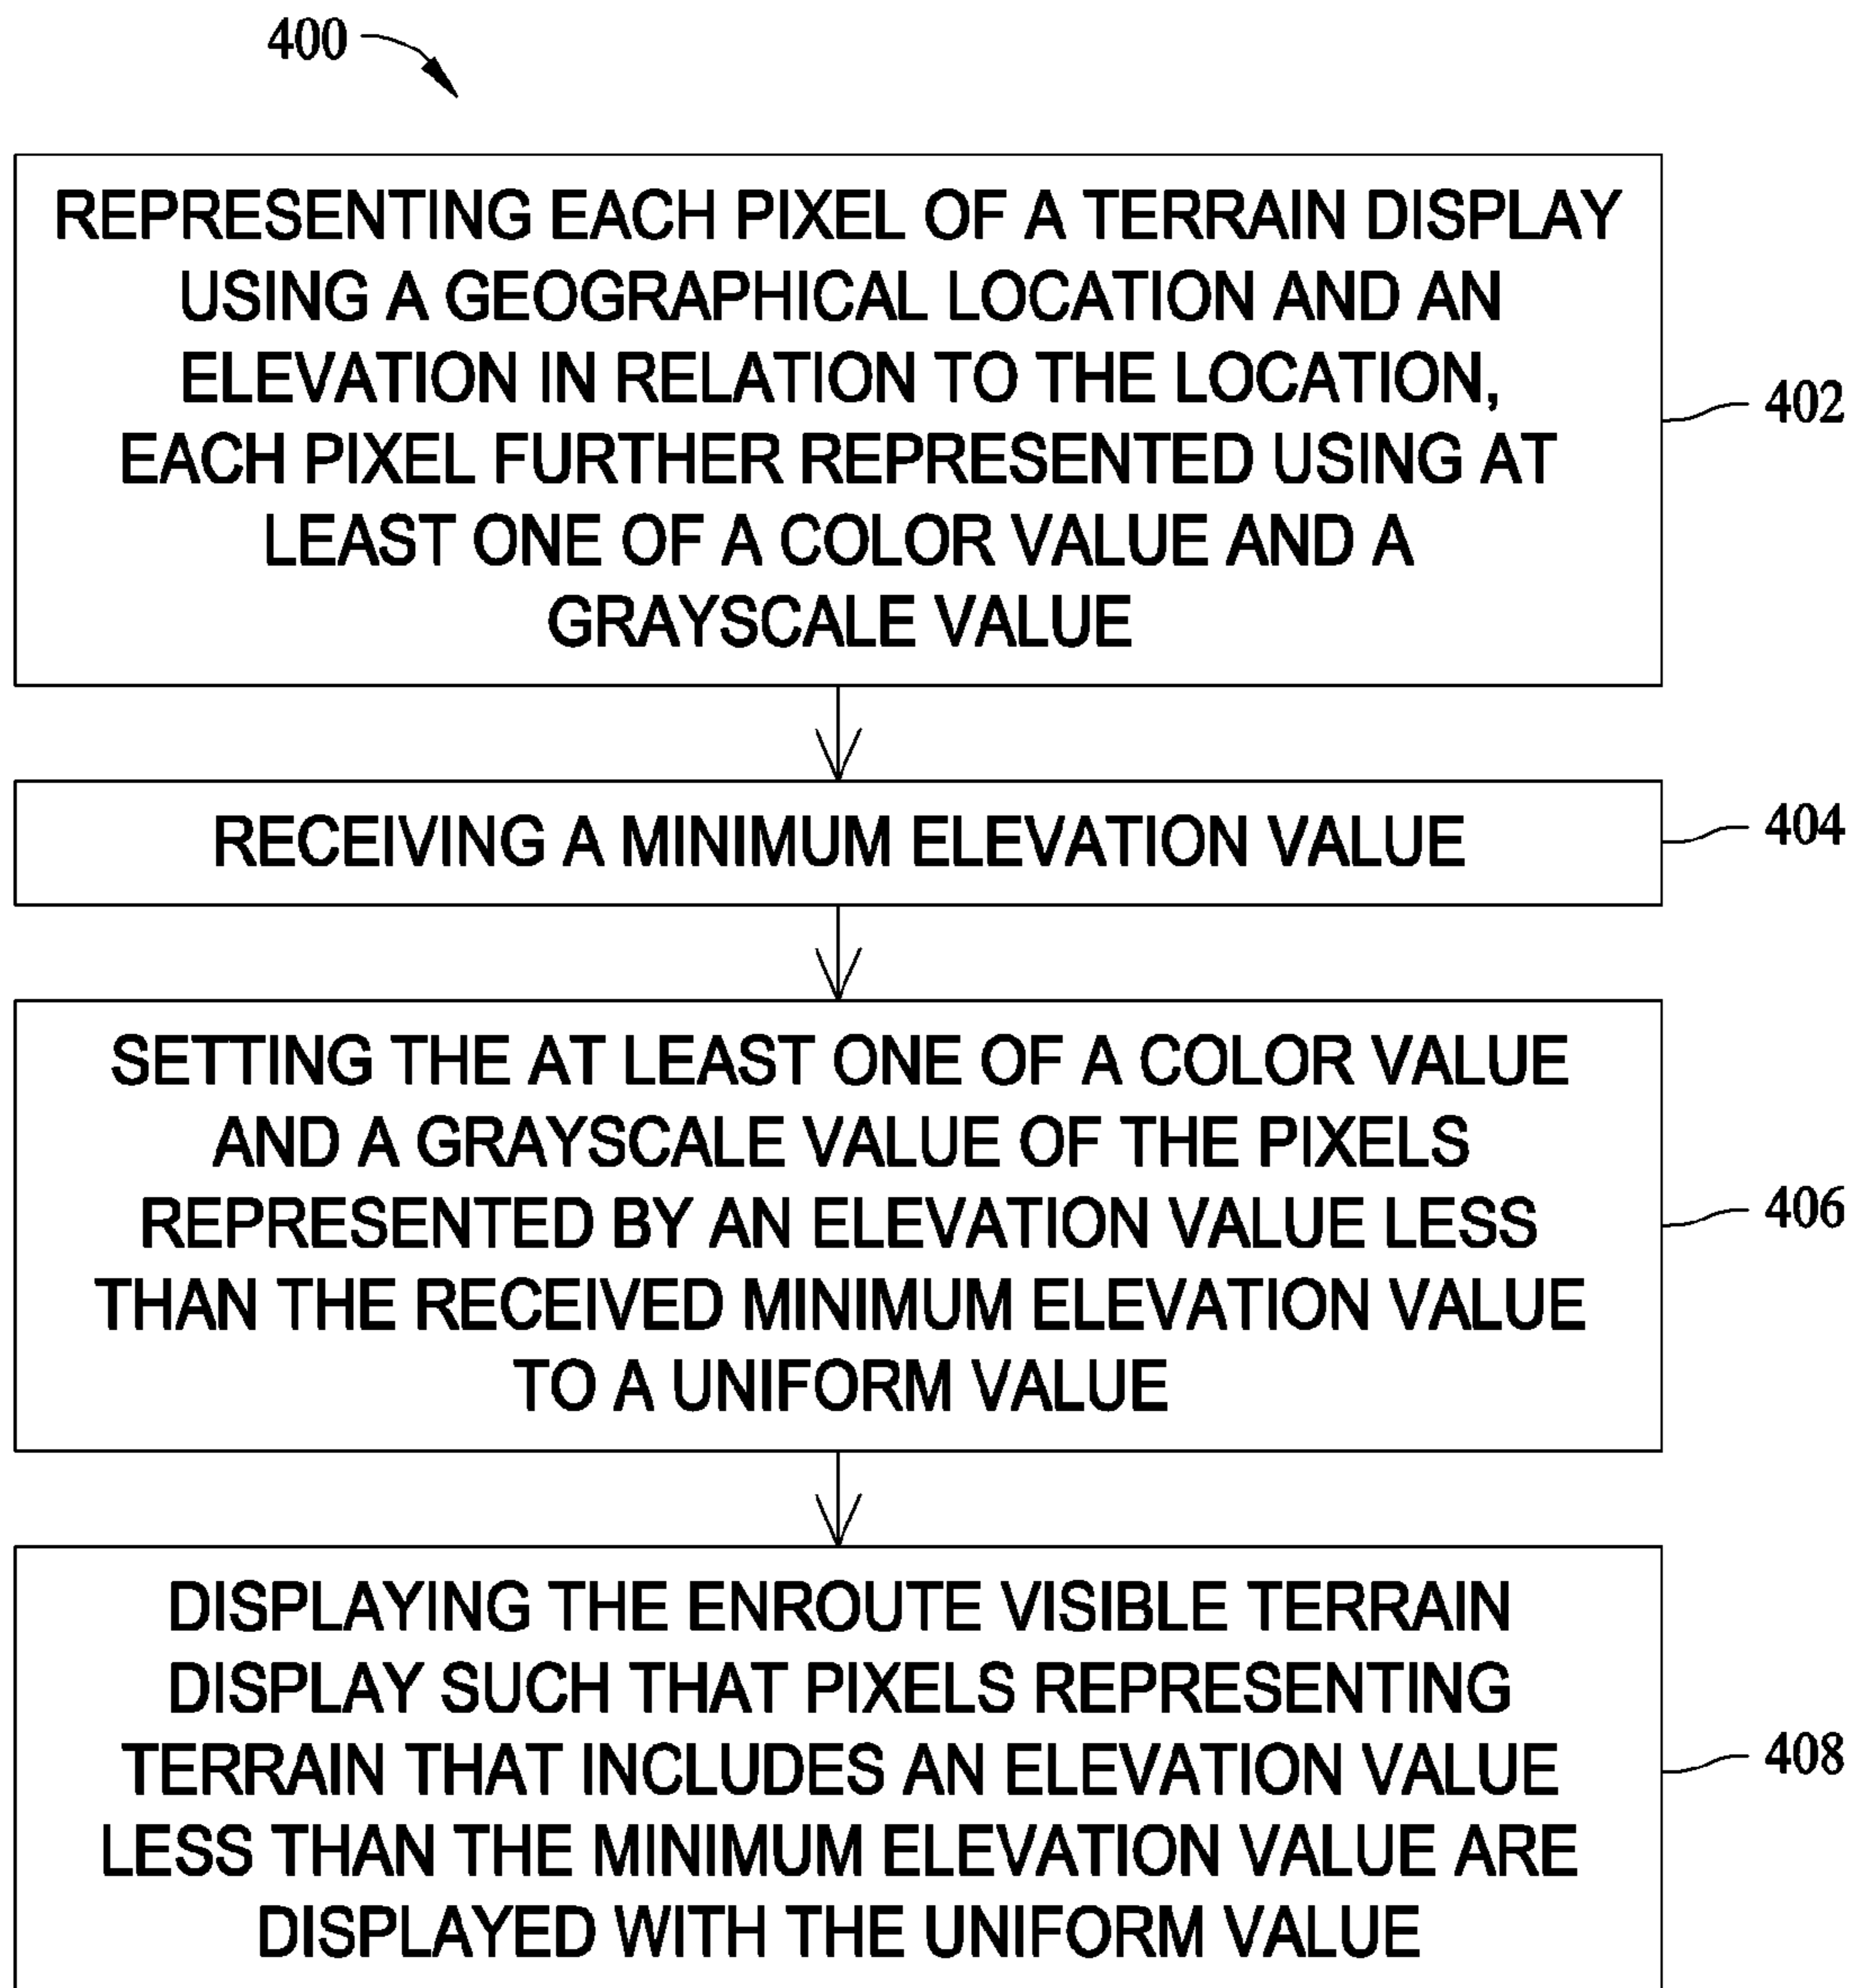 400
REPRESENTING EACH PIXEL OF A TERRAIN DISPLAY
USING A GEOGRAPHICAL LOCATION AND AN
ELEVATION IN RELATION TO THE LOCATION,
EACH PIXEL FURTHER REPRESENTED USING AT
LEAST ONE OF A COLOR VALUE AND A
GRAYSCALE VALUE
402
RECEIVING A MINIMUM ELEVATION VALUE
404
SETTING THE AT LEAST ONE OF A COLOR VALUE
AND A GRAYSCALE VALUE OF THE PIXELS
REPRESENTED BY AN ELEVATION VALUE LESS
THAN THE RECEIVED MINIMUM ELEVATION VALUE
TO A UNIFORM VALUE
406
DISPLAYING THE ENROUTE VISIBLE TERRAIN
DISPLAY SUCH THAT PIXELS REPRESENTING
TERRAIN THAT INCLUDES AN ELEVATION VALUE
LESS THAN THE MINIMUM ELEVATION VALUE ARE
DISPLAYED WITH THE UNIFORM VALUE
408